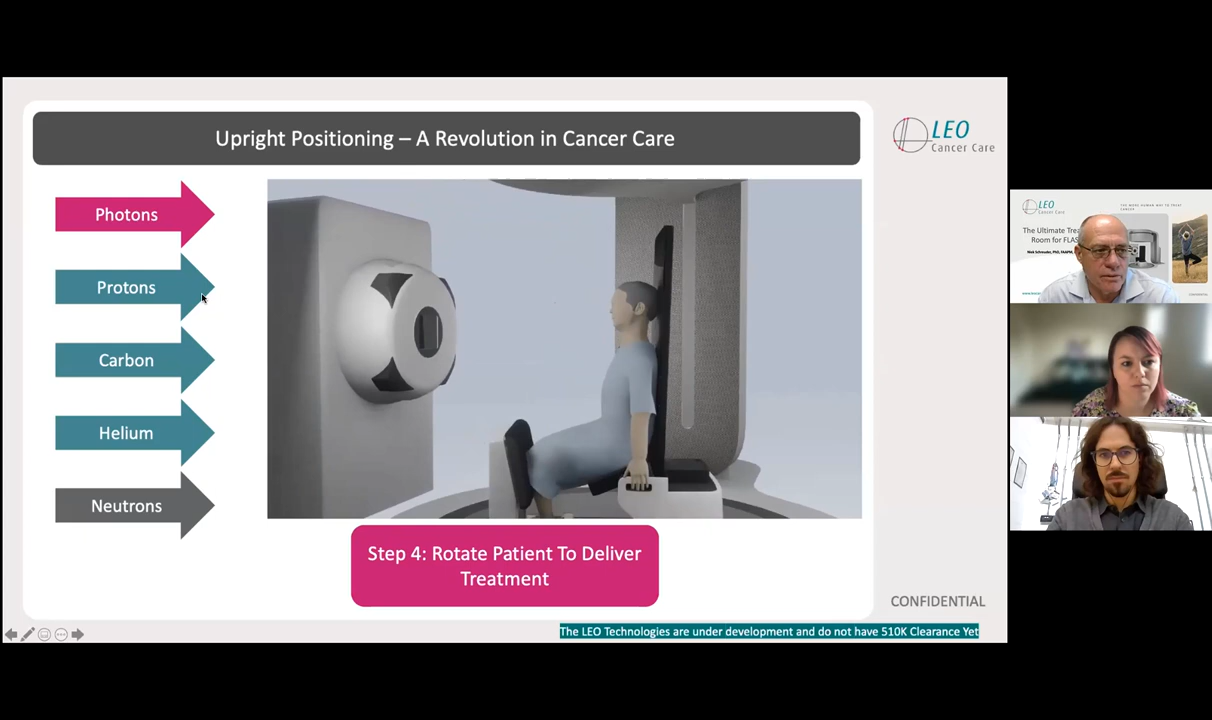 Upright Positioning – A Revolution in Cancer Care
LEO
Cancer Care
Photons
Protons
Carbon
Helium
Neutrons
Step 4: Rotate Patient To Deliver
Treatment
CONFIDENTIAL
The LEO Technologies are under development and do not have 510K Clearance Yet
LEO
Cancer Care
The Ultimate
Room for